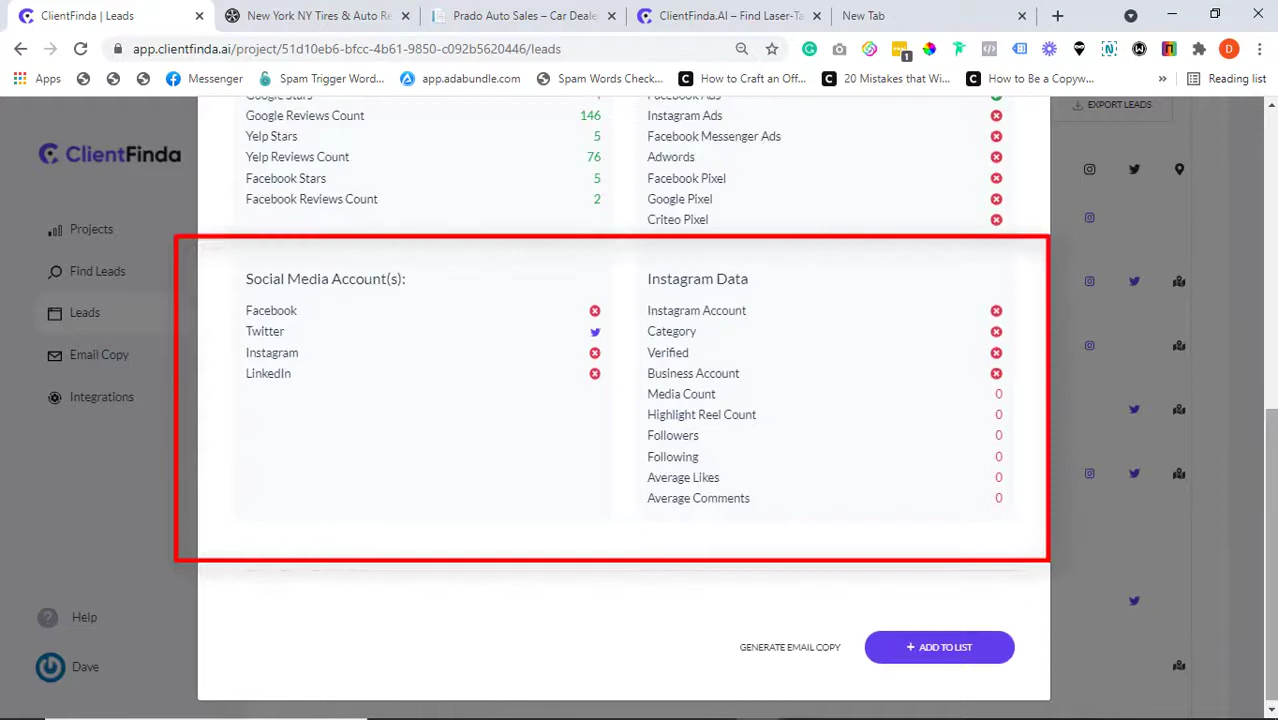 ClientFinda | Leads
New York NY Tires & Auto Re
Prado Auto Sales – Car Deale
ClientFinda.AI – Find Laser-Ta
New Tab
app.clientfinda.ai/project/51d10eb6-bfcc-4b61-9850-c092b5620446/leads
1
D
Apps
Messenger
Spam Trigger Word...
app.adabundle.com
Spam Words Check...
How to Craft an Off...
20 Mistakes that Wi...
How to Be a Copyw...
»
Reading list
ClientFinda
Projects
Find Leads
Leads
Email Copy
Integrations
Help
Dave
EXPORT LEADS
Google Stars
Google Reviews Count 146
Yelp Stars 5
Yelp Reviews Count 76
Facebook Stars 5
Facebook Reviews Count 2
Facebook Ads
Instagram Ads
Facebook Messenger Ads
Adwords
Facebook Pixel
Google Pixel
Criteo Pixel
Social Media Account(s):
Facebook
Twitter
Instagram
LinkedIn
Instagram Data
Instagram Account
Category
Verified
Business Account
Media Count 0
Highlight Reel Count 0
Followers 0
Following 0
Average Likes 0
Average Comments 0
GENERATE EMAIL COPY
+ ADD TO LIST